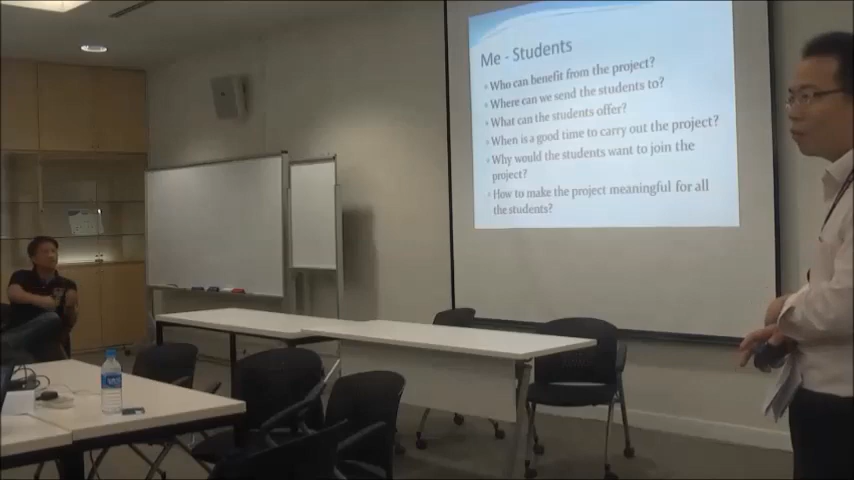 Me - Students
Who can benefit from the project?
Where can we send the students to?
What can the students offer?
When is a good time to carry out the project?
Why would the students want to join the
project?
How to make the project meaningful for all
the students?